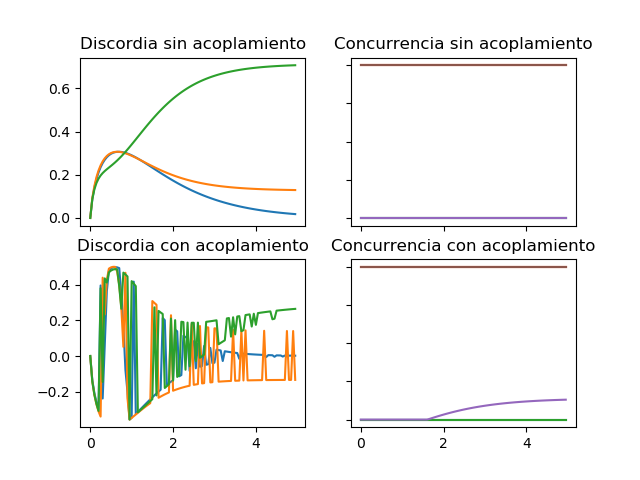 Discordia sin acoplamiento Concurrencia sin acoplamiento
0.6
0.4
0.2
0.0
Discordia con acoplamiento Concurrencia con acoplamiento
0.4
0.2
0.0
−0.2
0 2 4 0 2 4